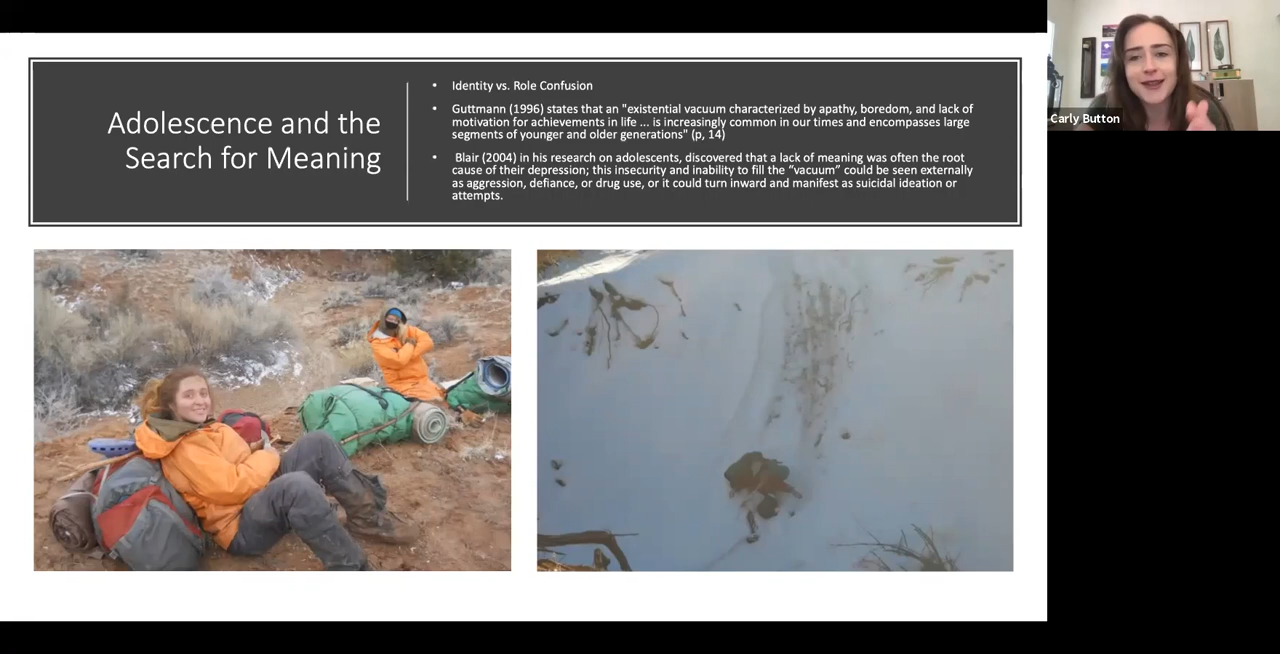 Adolescence and the
Search for Meaning
• Identity vs. Role Confusion
• Guttmann (1996) states that an "existential vacuum characterized by apathy, boredom, and lack of
motivation for achievements in life ... is increasingly common in our times and encompasses large
segments of younger and older generations" (p, 14)
• Blair (2004) in his research on adolescents, discovered that a lack of meaning was often the root
cause of their depression; this insecurity and inability to fill the “vacuum” could be seen externally
as aggression, defiance, or drug use, or it could turn inward and manifest as suicidal ideation or
attempts.
Carly Button